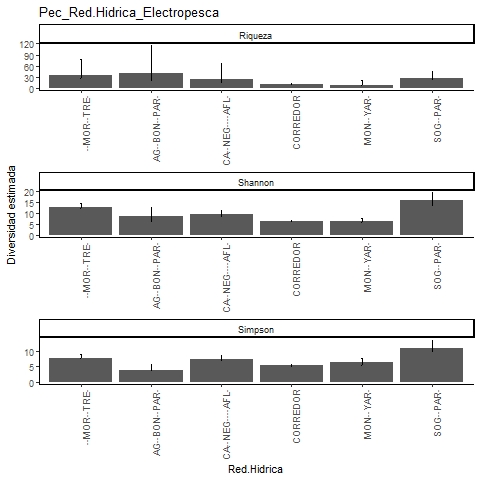 Pec_Red.Hidrica_Electropesca
Riqueza
120
90
60
30
0
--MOR--TRE-
AG--BON--PAR-
CA--NEG----AFL-
CORREDOR
MON--YAR-
SOG--PAR-
Diversidad estimada
Shannon
20
15
10
5
0
--MOR--TRE-
AG--BON--PAR-
CA--NEG----AFL-
CORREDOR
MON--YAR-
SOG--PAR-
Simpson
10
5
0
--MOR--TRE-
AG--BON--PAR-
CA--NEG----AFL-
CORREDOR
MON--YAR-
SOG--PAR-
Red.Hidrica